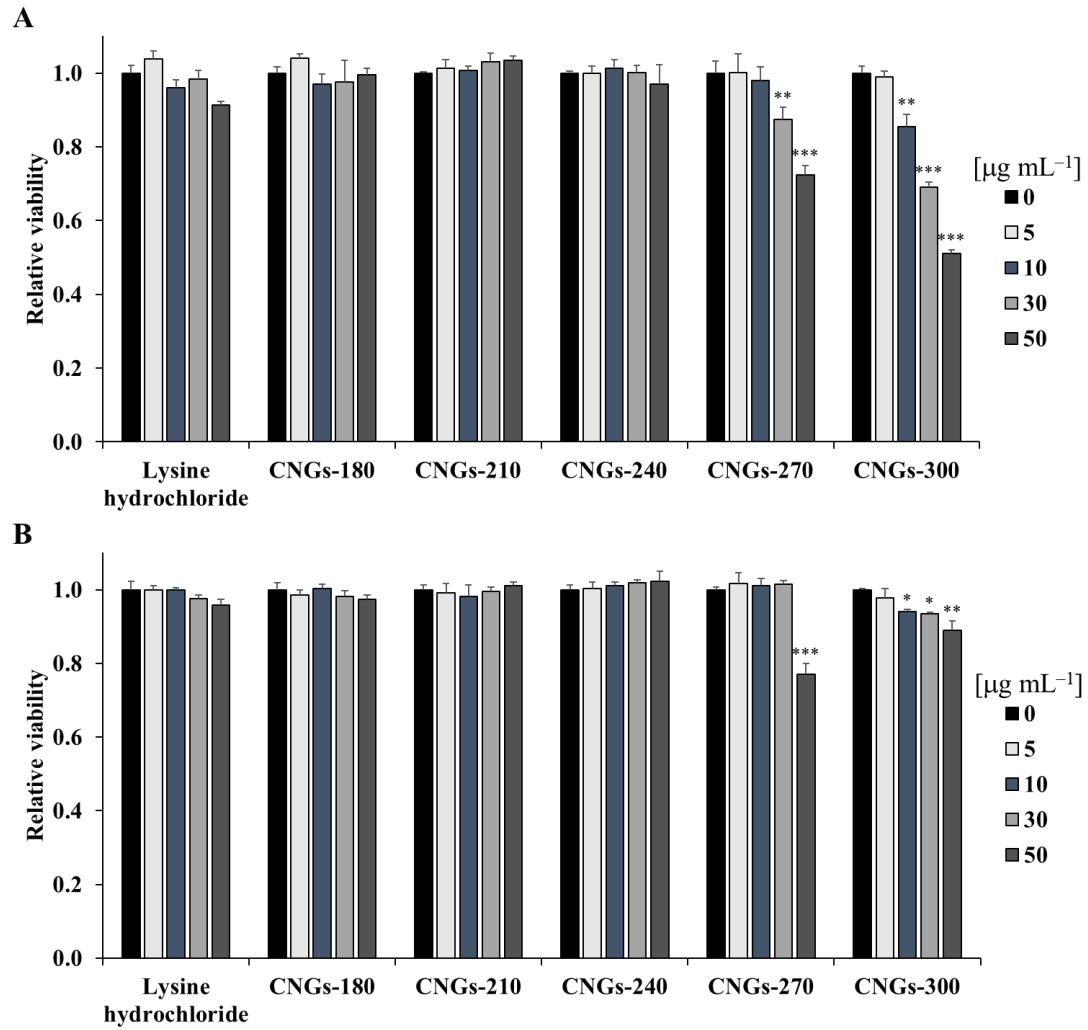 A
Relative viability
1.0
0.8
0.6
0.4
0.2
0.0
** ***
** *** ***
Lysine hydrochloride
CNGs-180
CNGs-210
CNGs-240
CNGs-270
CNGs-300
[µg mL⁻¹]
0
5
10
30
50
B
Relative viability
1.0
0.8
0.6
0.4
0.2
0.0
***
* * **
Lysine hydrochloride
CNGs-180
CNGs-210
CNGs-240
CNGs-270
CNGs-300
[µg mL⁻¹]
0
5
10
30
50